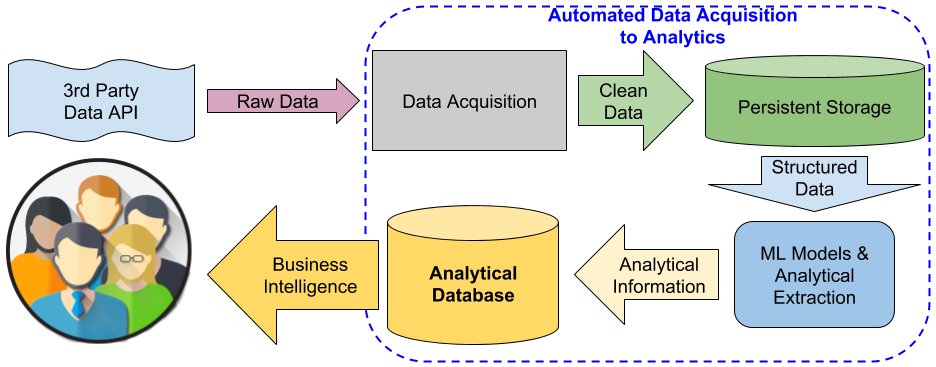 Automated Data Acquisition
to Analytics
3rd Party
Data API
Raw Data
Data Acquisition
Clean
Data
Persistent Storage
Structured
Data
ML Models &
Analytical
Extraction
Analytical
Information
Analytical
Database
Business
Intelligence